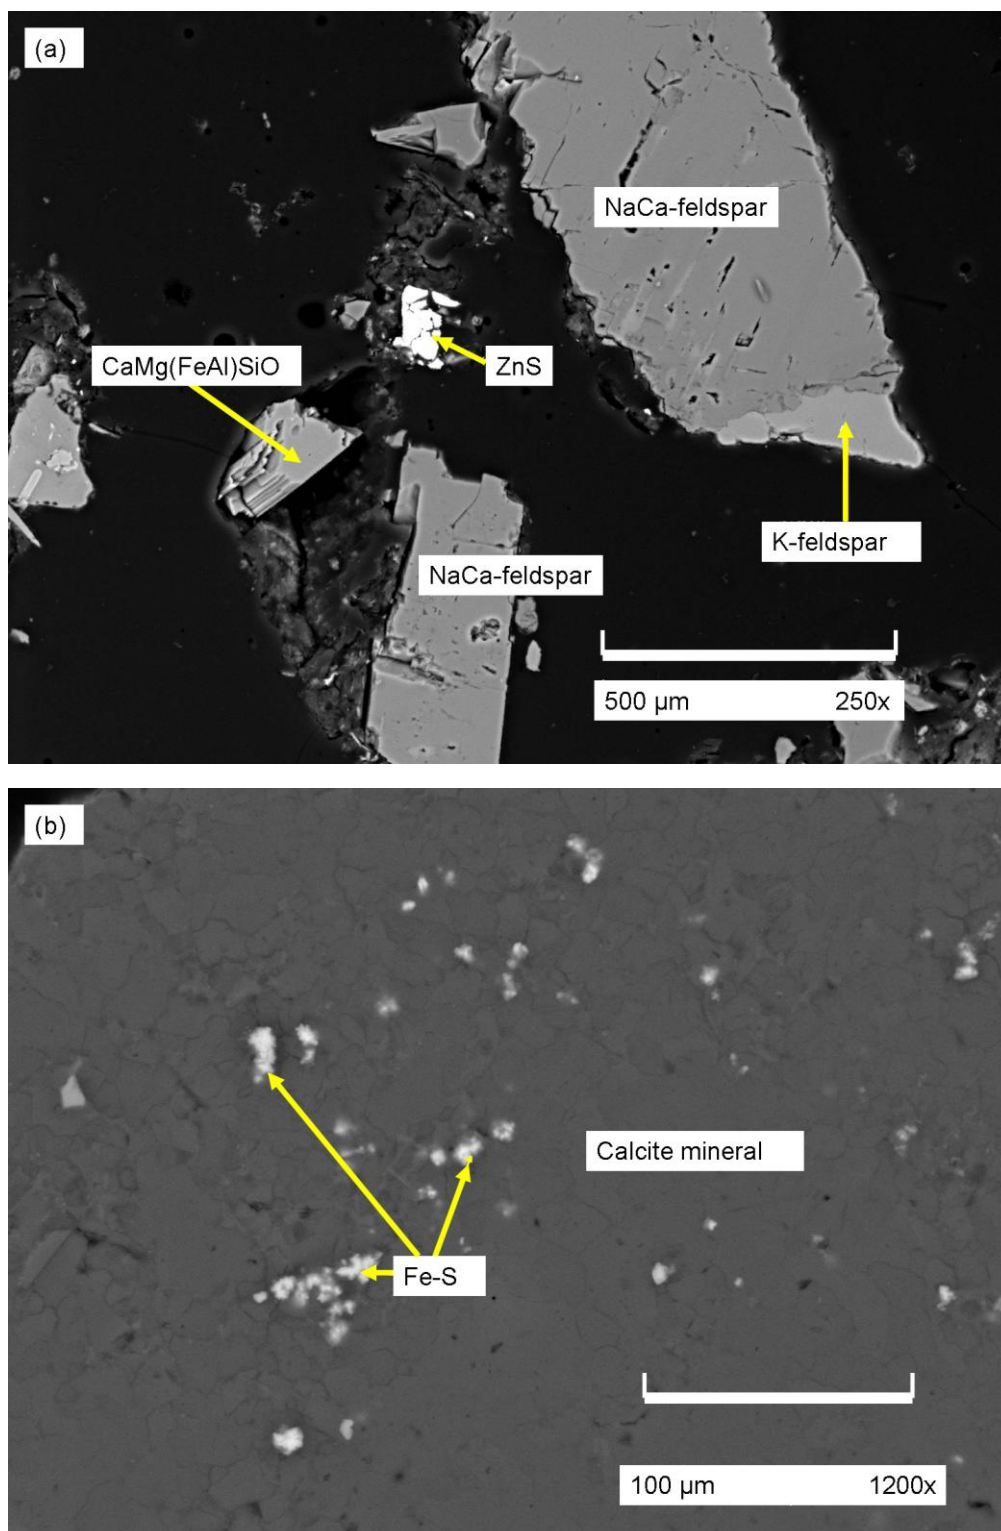 (a)
NaCa-feldspar
CaMg(FeAl)SiO
ZnS
K-feldspar
NaCa-feldspar
500 µm 250x
(b)
Calcite mineral
Fe-S
100 µm 1200x